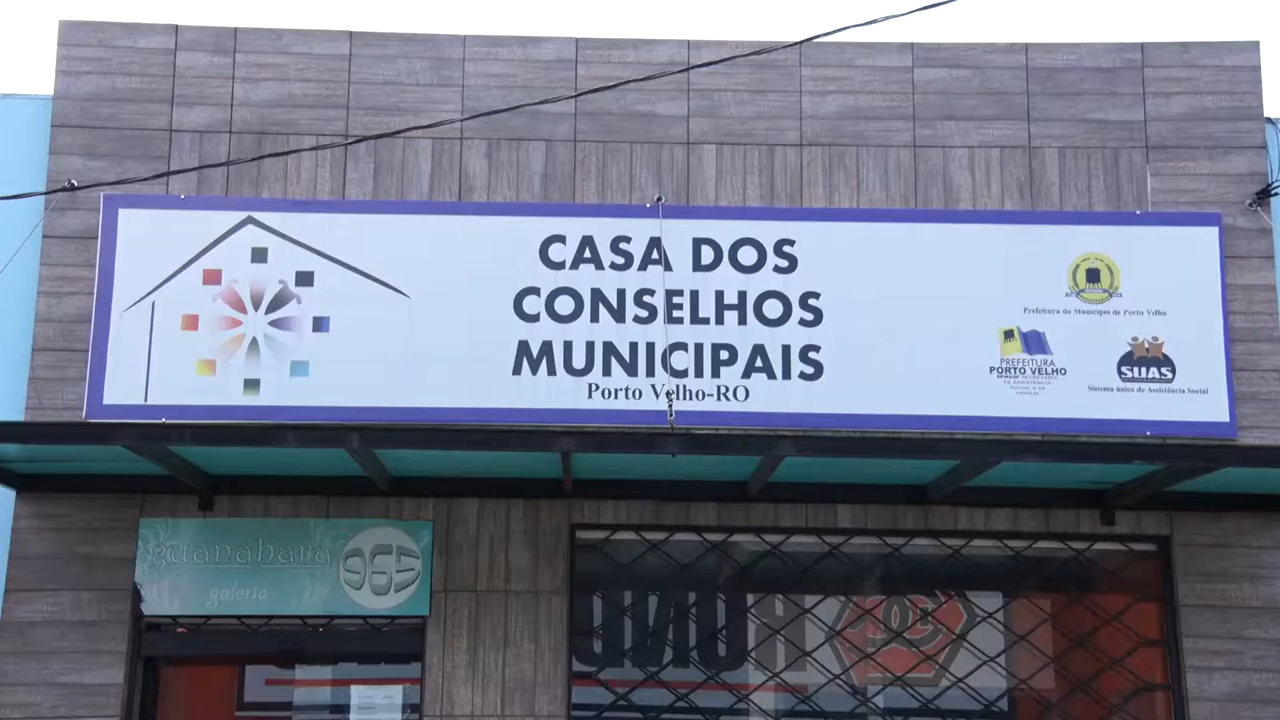 CASA DOS
CONSELHOS
MUNICIPAIS
Porto Velho-RO
Prefeitura do Município de Porto Velho
PREFEITURA
PORTO VELHO
SUAS
Sistema único de Assistência Social
guanabara
965
galeria